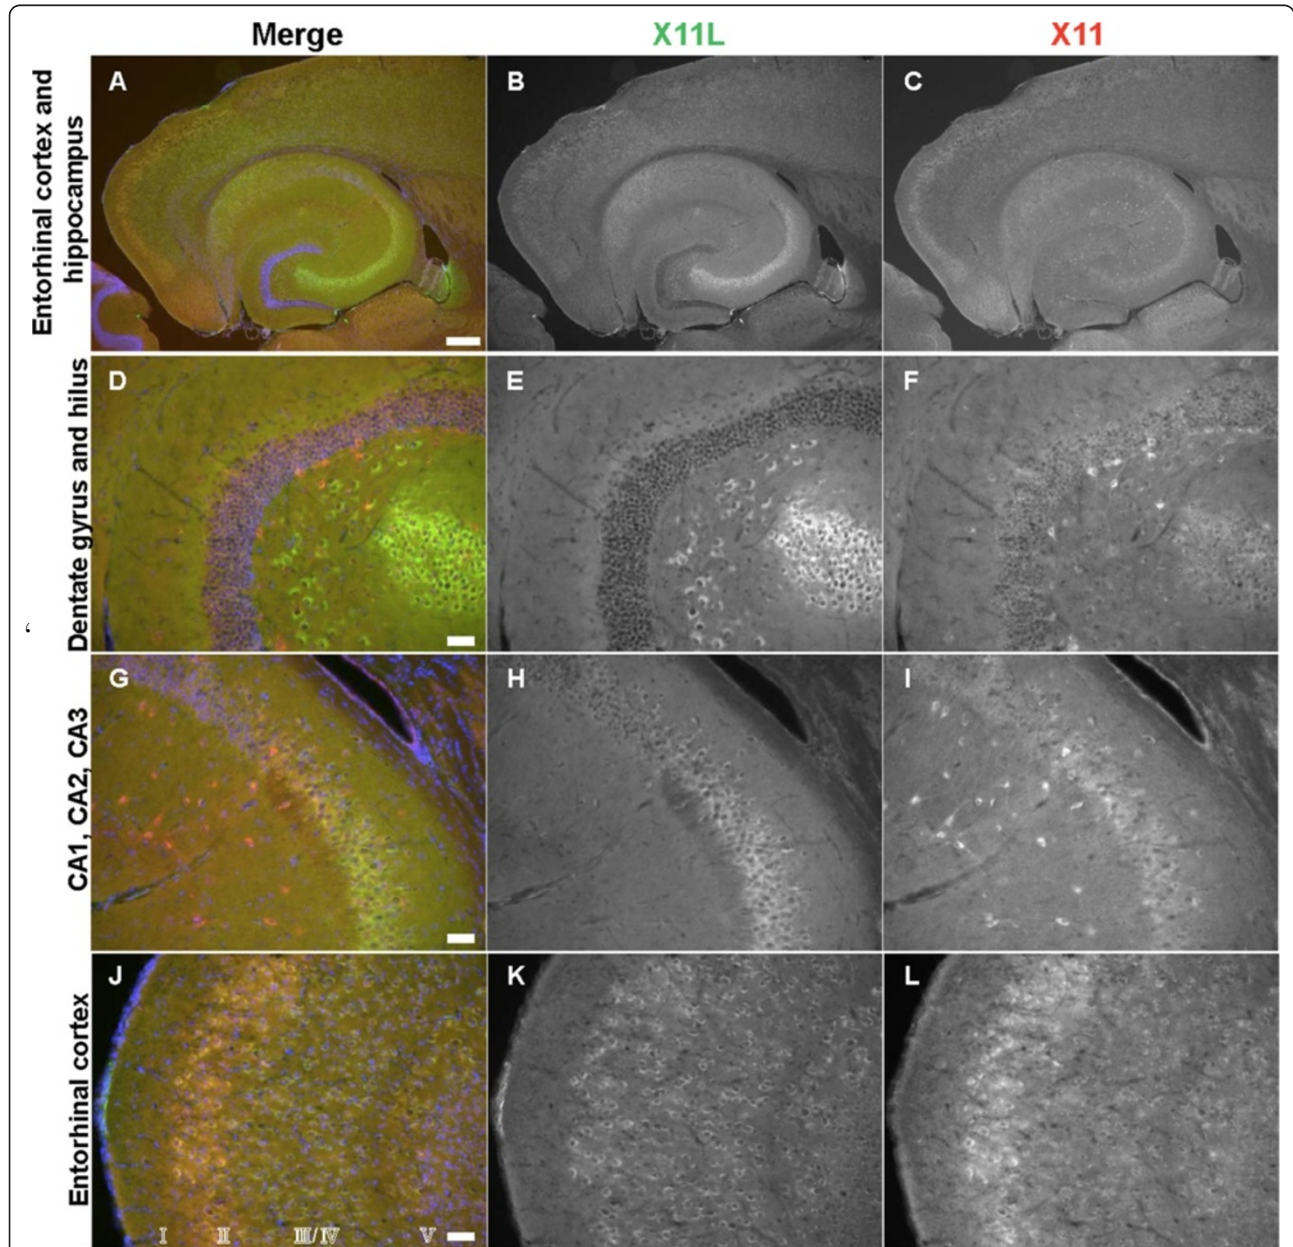 Merge X11L X11
Entorhinal cortex and
hippocampus
A B C
Dentate gyrus and hilus
D E F
CA1, CA2, CA3
G H I
Entorhinal cortex
J K L
I II III/IV V